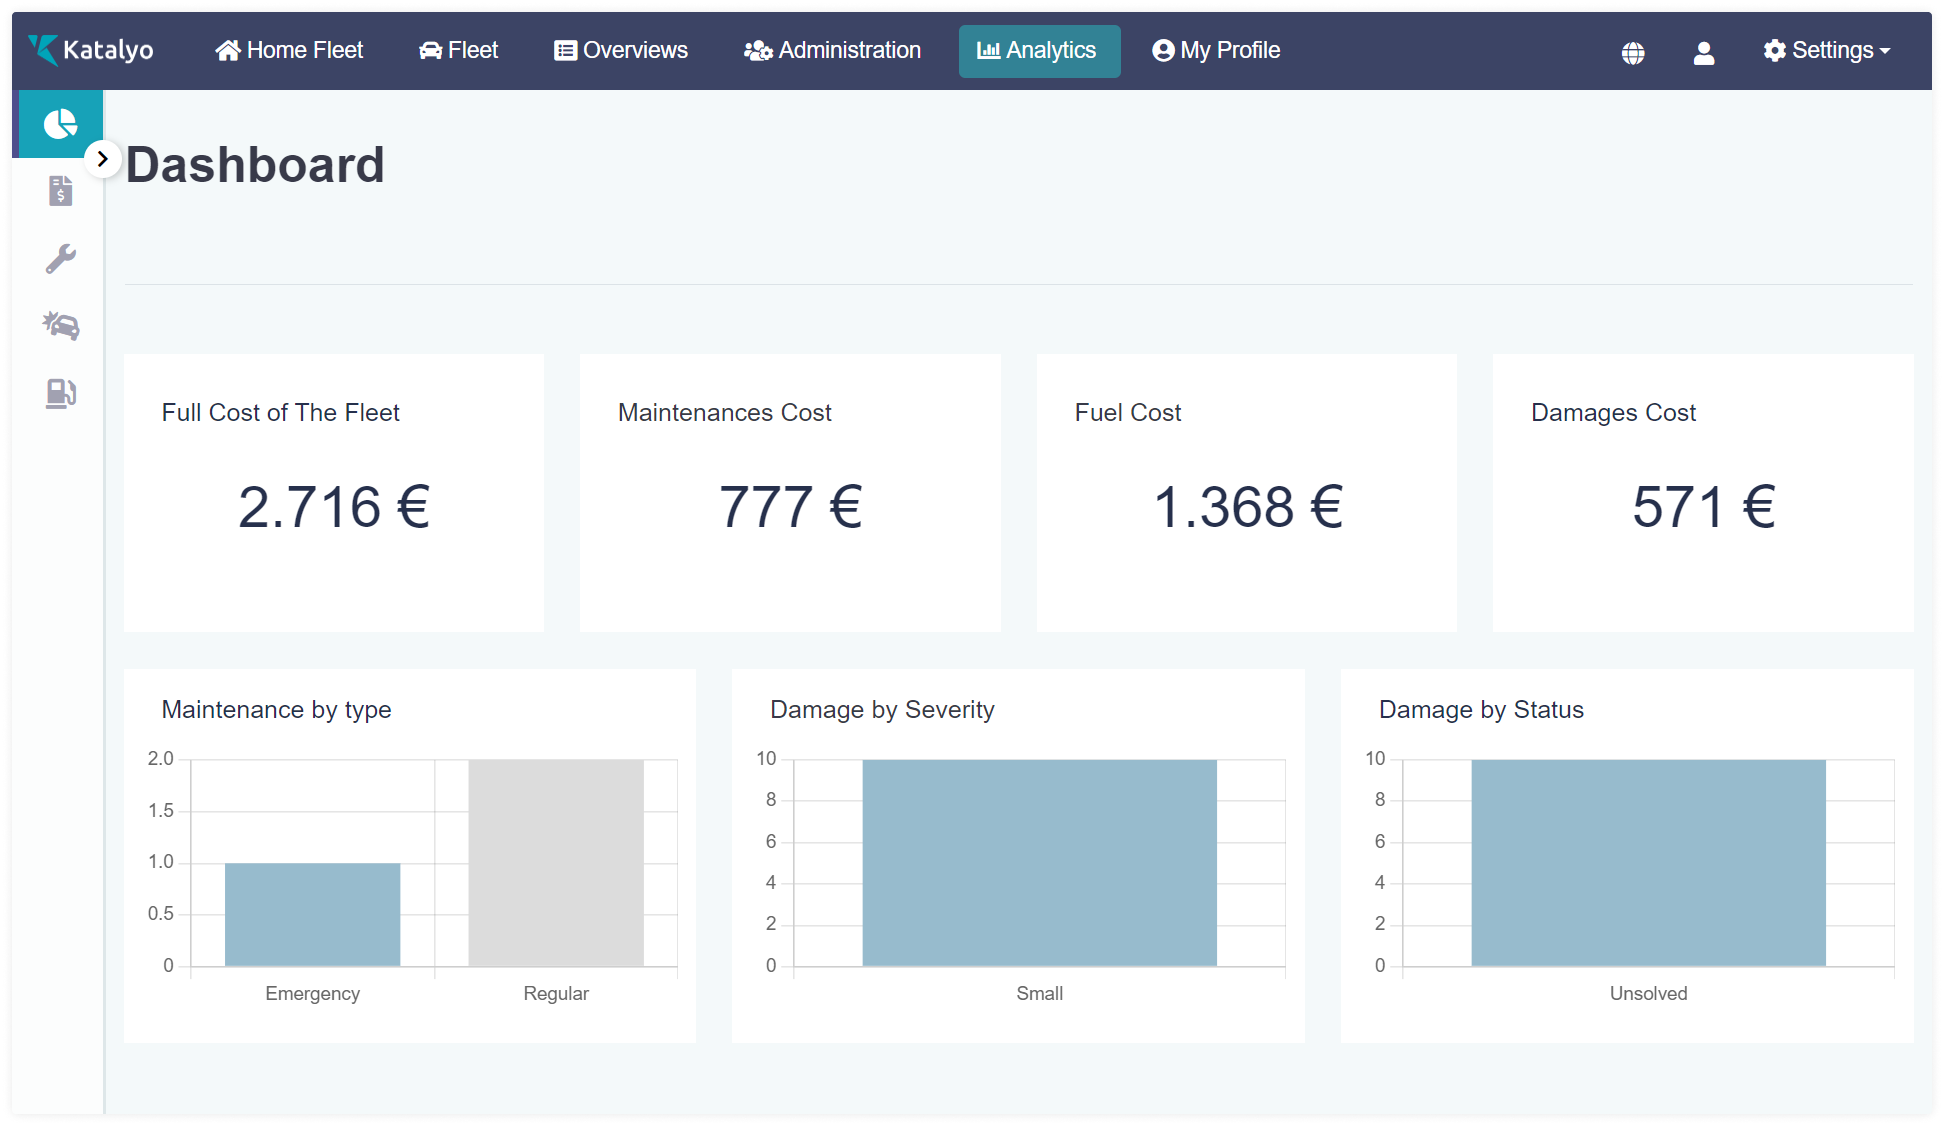 Katalyo
Home Fleet
Fleet
Overviews
Administration
Analytics
My Profile
Settings
Dashboard
$
Full Cost of The Fleet
2.716 €
Maintenances Cost
777 €
Fuel Cost
1.368 €
Damages Cost
571 €
Maintenance by type
2.0
1.5
1.0
0.5
0
Emergency
Regular
Damage by Severity
10
8
6
4
2
0
Small
Damage by Status
10
8
6
4
2
0
Unsolved